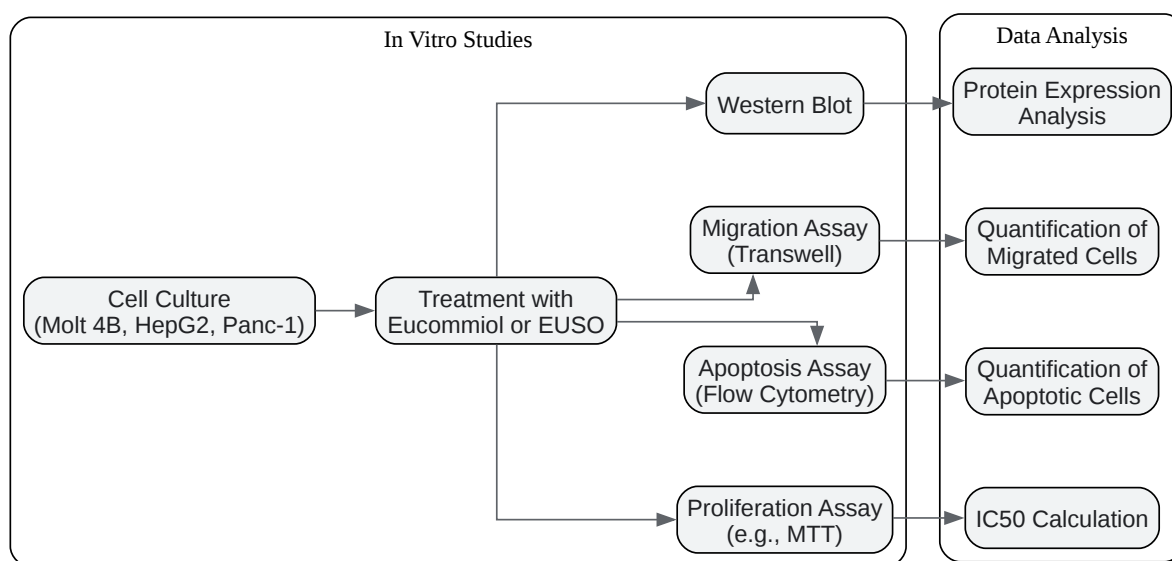 In Vitro Studies
Data Analysis
Western Blot
Protein Expression
Analysis
Migration Assay
(Transwell)
Quantification of
Migrated Cells
Cell Culture
(Molt 4B, HepG2, Panc-1)
Treatment with
Eucommiol or EUSO
Apoptosis Assay
(Flow Cytometry)
Quantification of
Apoptotic Cells
Proliferation Assay
(e.g., MTT)
IC50 Calculation